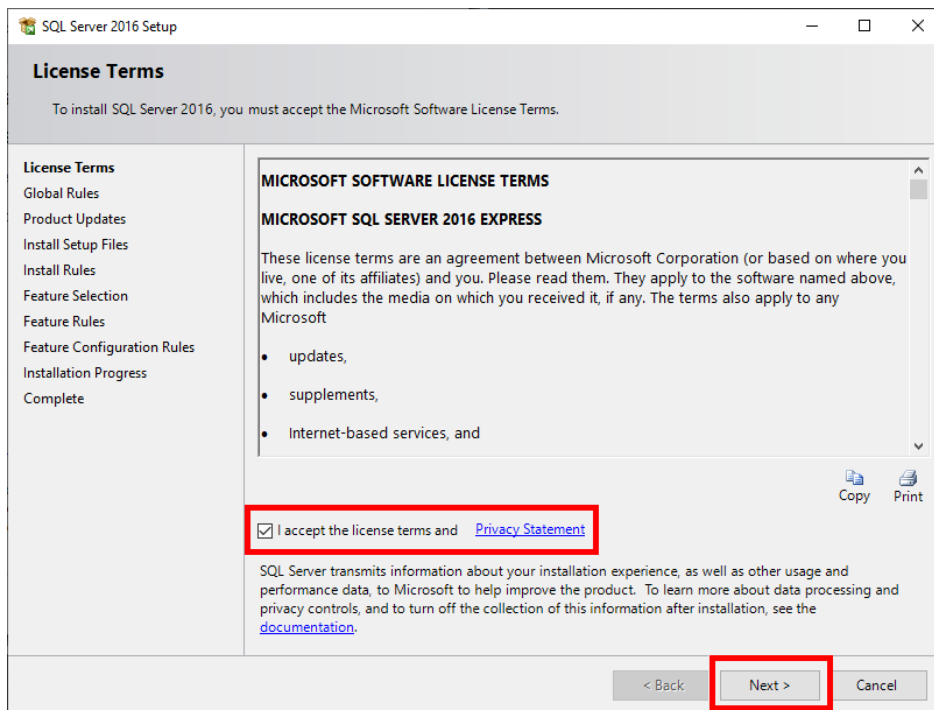 SQL Server 2016 Setup
License Terms
To install SQL Server 2016, you must accept the Microsoft Software License Terms.
License Terms
Global Rules
Product Updates
Install Setup Files
Install Rules
Feature Selection
Feature Rules
Feature Configuration Rules
Installation Progress
Complete
MICROSOFT SOFTWARE LICENSE TERMS
MICROSOFT SQL SERVER 2016 EXPRESS
These license terms are an agreement between Microsoft Corporation (or based on where you
live, one of its affiliates) and you. Please read them. They apply to the software named above,
which includes the media on which you received it, if any. The terms also apply to any
Microsoft
• updates,
• supplements,
• Internet-based services, and
Copy Print
I accept the license terms and Privacy Statement
SQL Server transmits information about your installation experience, as well as other usage and
performance data, to Microsoft to help improve the product. To learn more about data processing and
privacy controls, and to turn off the collection of this information after installation, see the
documentation.
< Back Next > Cancel